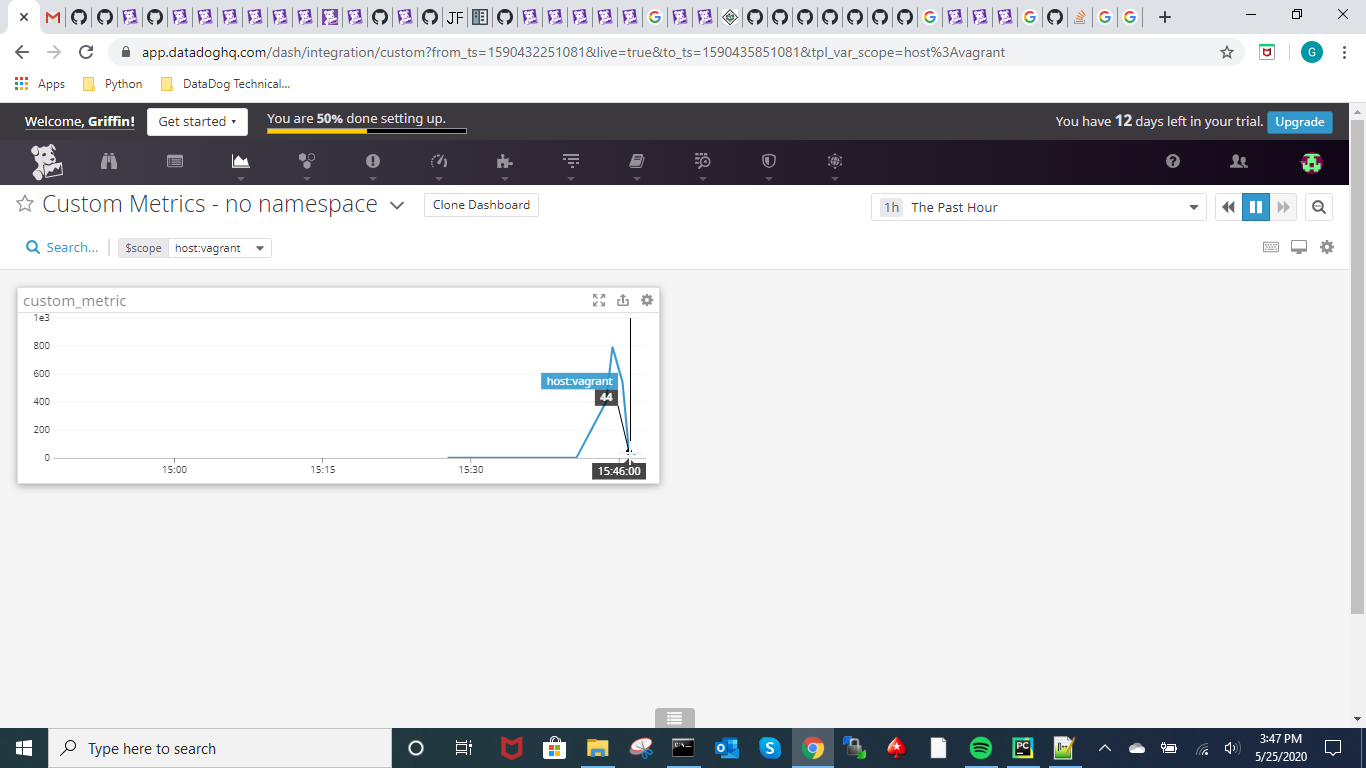 JF
app.datadoghq.com/dash/integration/custom?from_ts=1590432251081&live=true&to_ts=1590435851081&tpl_var_scope=host%3Avagrant
G
Apps Python DataDog Technical...
Welcome, Griffin! Get started You are 50% done setting up. You have 12 days left in your trial. Upgrade
Custom Metrics - no namespace Clone Dashboard 1h The Past Hour
Search... $scope host:vagrant
custom_metric
1e3
800
600
400
200
0
host:vagrant
44
15:00 15:15 15:30 15:46:00
Type here to search
PC
3:47 PM
5/25/2020